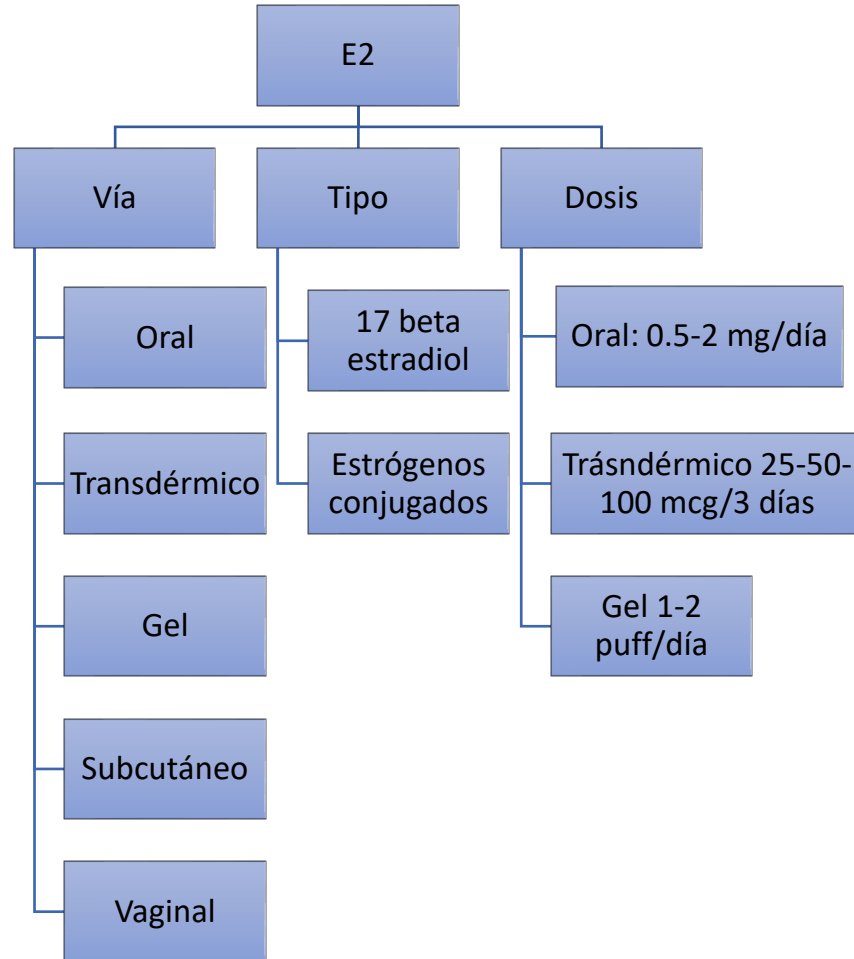 E2
Vía
Tipo
Dosis
Oral
Transdérmico
Gel
Subcutáneo
Vaginal
17 beta
estradiol
Estrógenos
conjugados
Oral: 0.5-2 mg/día
Trásndérmico 25-50-
100 mcg/3 días
Gel 1-2
puff/día